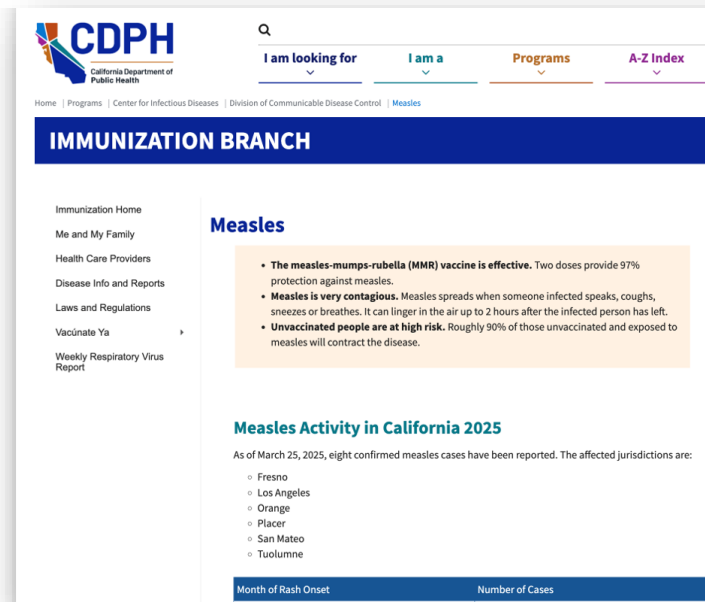 CDPH
California Department of
Public Health
I am looking for
I am a
Programs
A-Z Index
Home | Programs | Center for Infectious Diseases | Division of Communicable Disease Control | Measles
IMMUNIZATION BRANCH
Immunization Home
Me and My Family
Health Care Providers
Disease Info and Reports
Laws and Regulations
Vacúnate Ya
Weekly Respiratory Virus
Report
Measles
• The measles-mumps-rubella (MMR) vaccine is effective. Two doses provide 97%
protection against measles.
• Measles is very contagious. Measles spreads when someone infected speaks, coughs,
sneezes or breathes. It can linger in the air up to 2 hours after the infected person has left.
• Unvaccinated people are at high risk. Roughly 90% of those unvaccinated and exposed to
measles will contract the disease.
Measles Activity in California 2025
As of March 25, 2025, eight confirmed measles cases have been reported. The affected jurisdictions are:
◦ Fresno
◦ Los Angeles
◦ Orange
◦ Placer
◦ San Mateo
◦ Tuolumne
Month of Rash Onset
Number of Cases